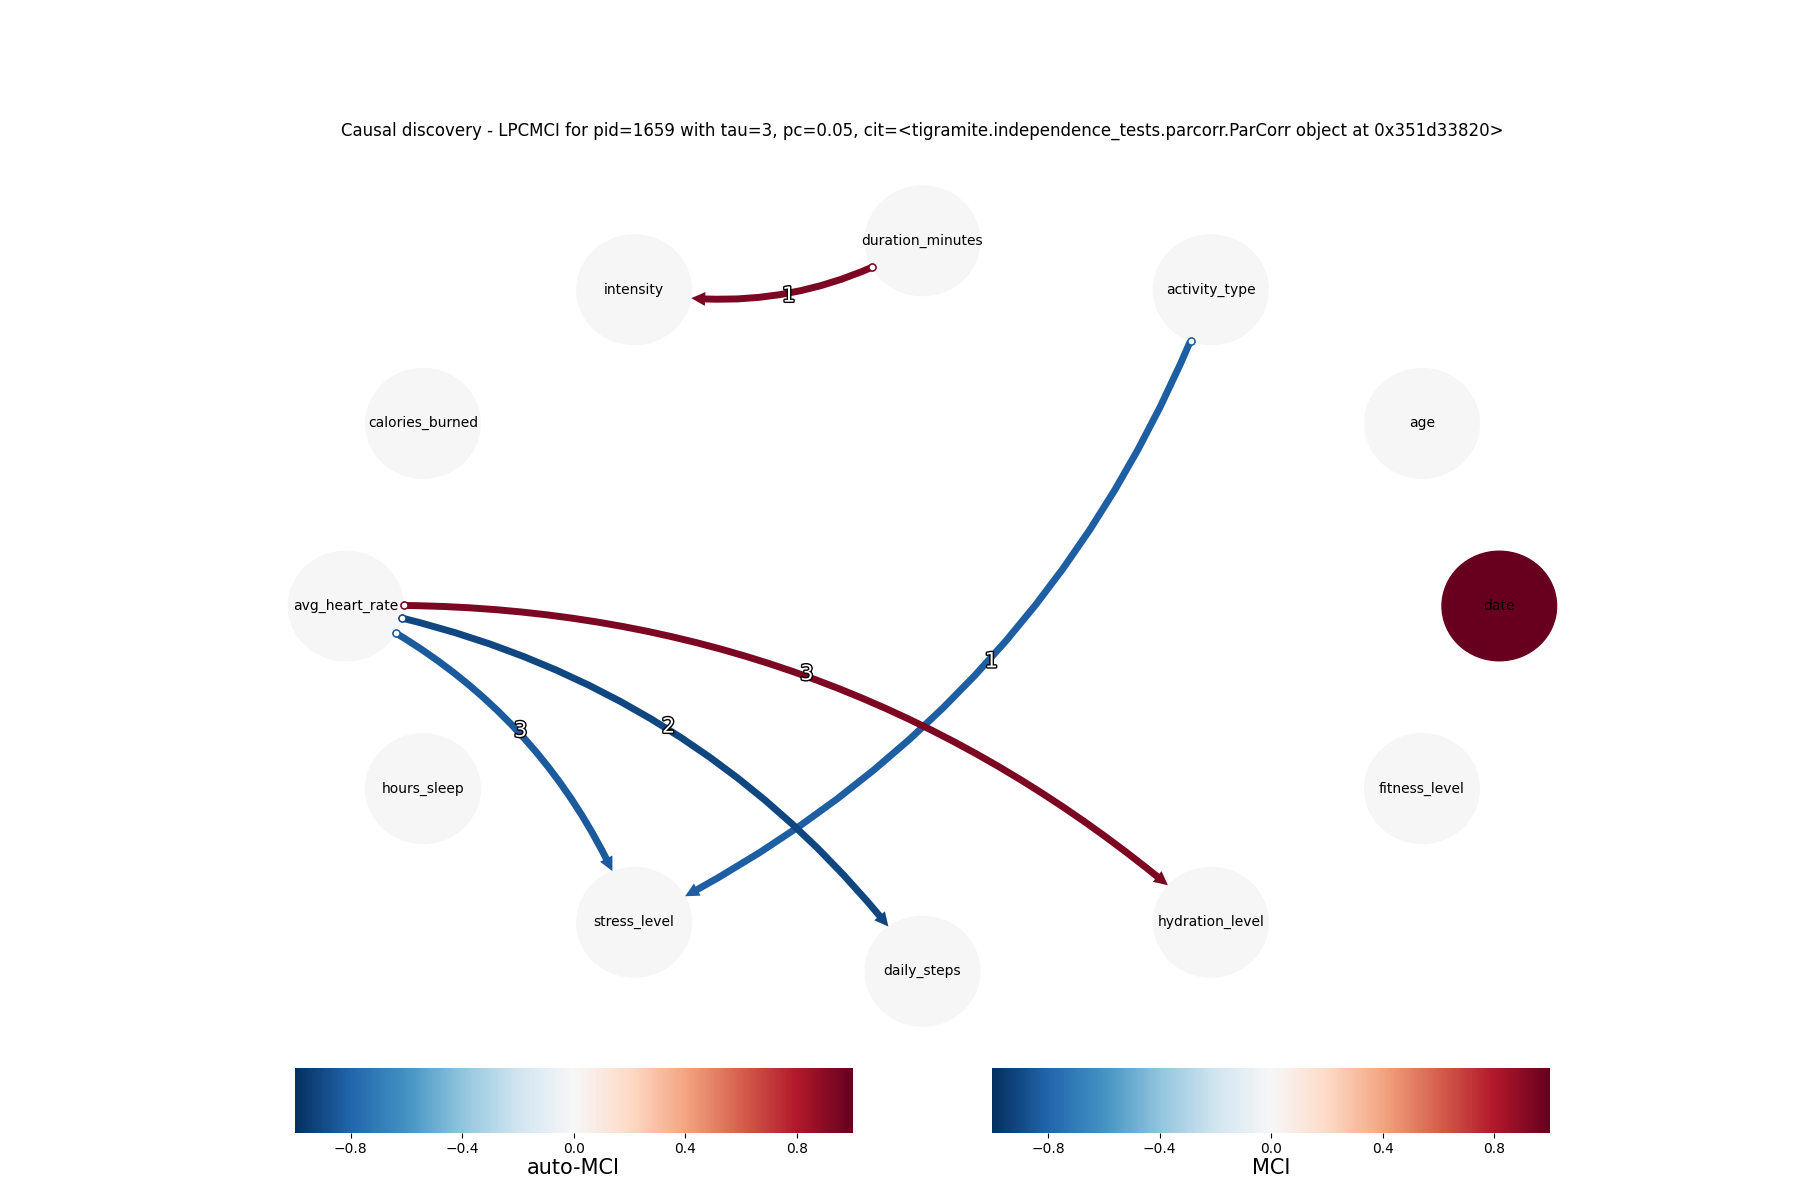 Causal discovery - LPCMCI for pid=1659 with tau=3, pc=0.05, cit=<tigramite.independence_tests.parcorr.ParCorr object at 0x351d33820>
duration_minutes
intensity
activity_type
1
calories_burned
age
avg_heart_rate
date
1
3
2
3
hours_sleep
fitness_level
stress_level
hydration_level
daily_steps
−0.8 −0.4 0.0 0.4 0.8
auto-MCI
−0.8 −0.4 0.0 0.4 0.8
MCI